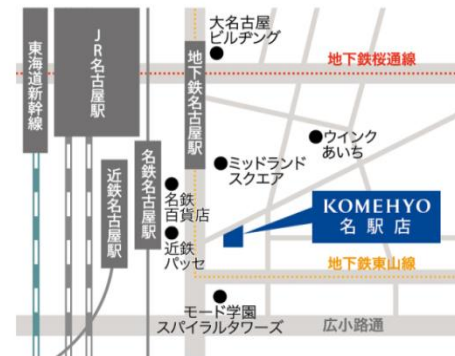 大名古屋
ビルヂング
東海道新幹線
JR名古屋駅
地下鉄名古屋駅
地下鉄桜通線
ウインク
あいち
ミッドランド
スクエア
名鉄名古屋駅
近鉄名古屋駅
名鉄
百貨店
KOMEHYO
名駅店
近鉄
パッセ
地下鉄東山線
モード学園
スパイラルタワーズ
広小路通